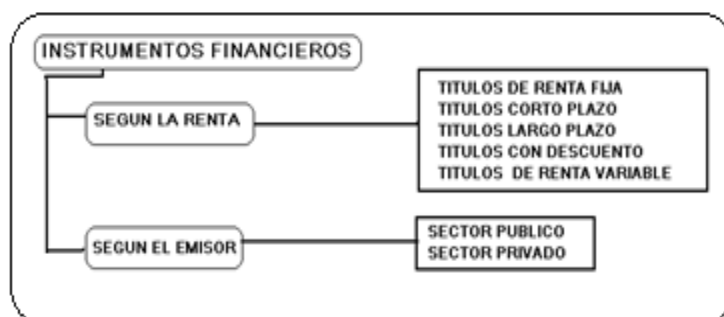 INSTRUMENTOS FINANCIEROS
SEGUN LA RENTA
TITULOS DE RENTA FIJA
TITULOS CORTO PLAZO
TITULOS LARGO PLAZO
TITULOS CON DESCUENTO
TITULOS DE RENTA VARIABLE
SEGUN EL EMISOR
SECTOR PUBLICO
SECTOR PRIVADO